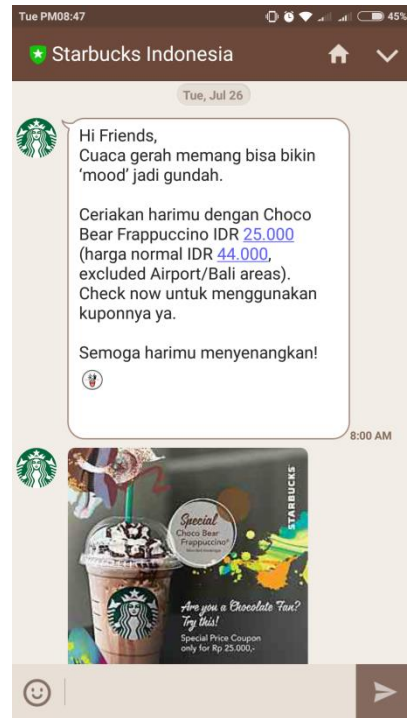 Tue PM08:47
45%
Starbucks Indonesia
Tue, Jul 26
Hi Friends,
Cuaca gerah memang bisa bikin
‘mood’ jadi gundah.
Ceriakan harimu dengan Choco
Bear Frappuccino IDR 25.000
(harga normal IDR 44.000,
excluded Airport/Bali areas).
Check now untuk menggunakan
kuponnya ya.
Semoga harimu menyenangkan!
8:00 AM
STARBUCKS
Special
Choco Bear
Frappuccino®
Are you a Chocolate Fan?
Try this!
Special Price Coupon
only for Rp 25.000,-